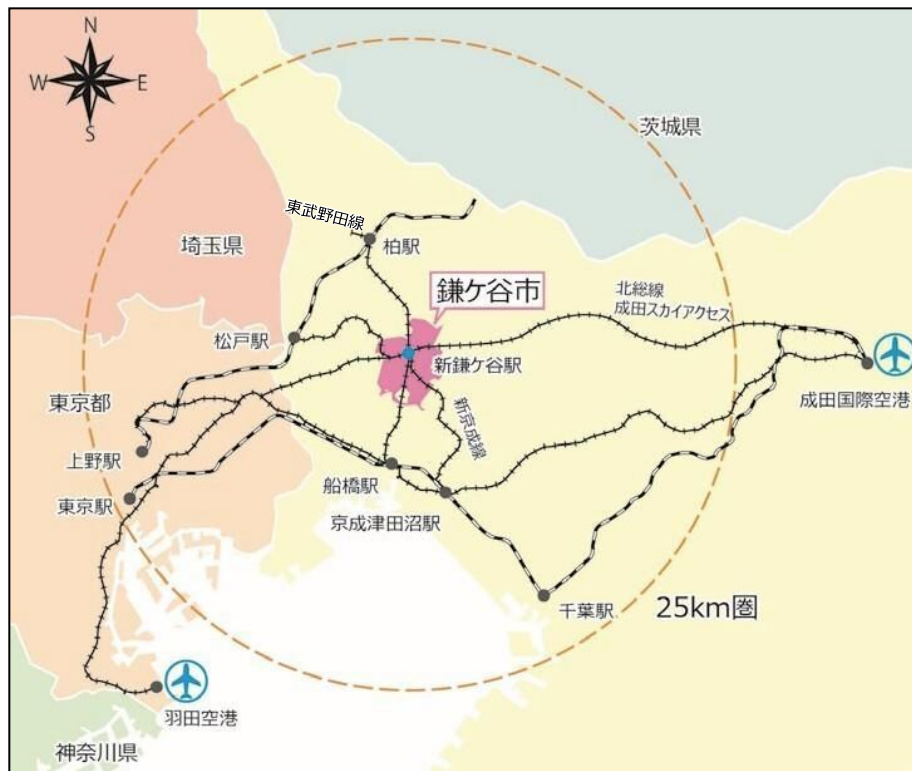 N
W E
S
茨城県
東武野田線
柏駅
埼玉県
鎌ケ谷市
北総線
成田スカイアクセス
松戸駅
新鎌ケ谷駅
東京都
成田国際空港
新京成線
上野駅
船橋駅
東京駅
京成津田沼駅
千葉駅
25km圏
羽田空港
神奈川県